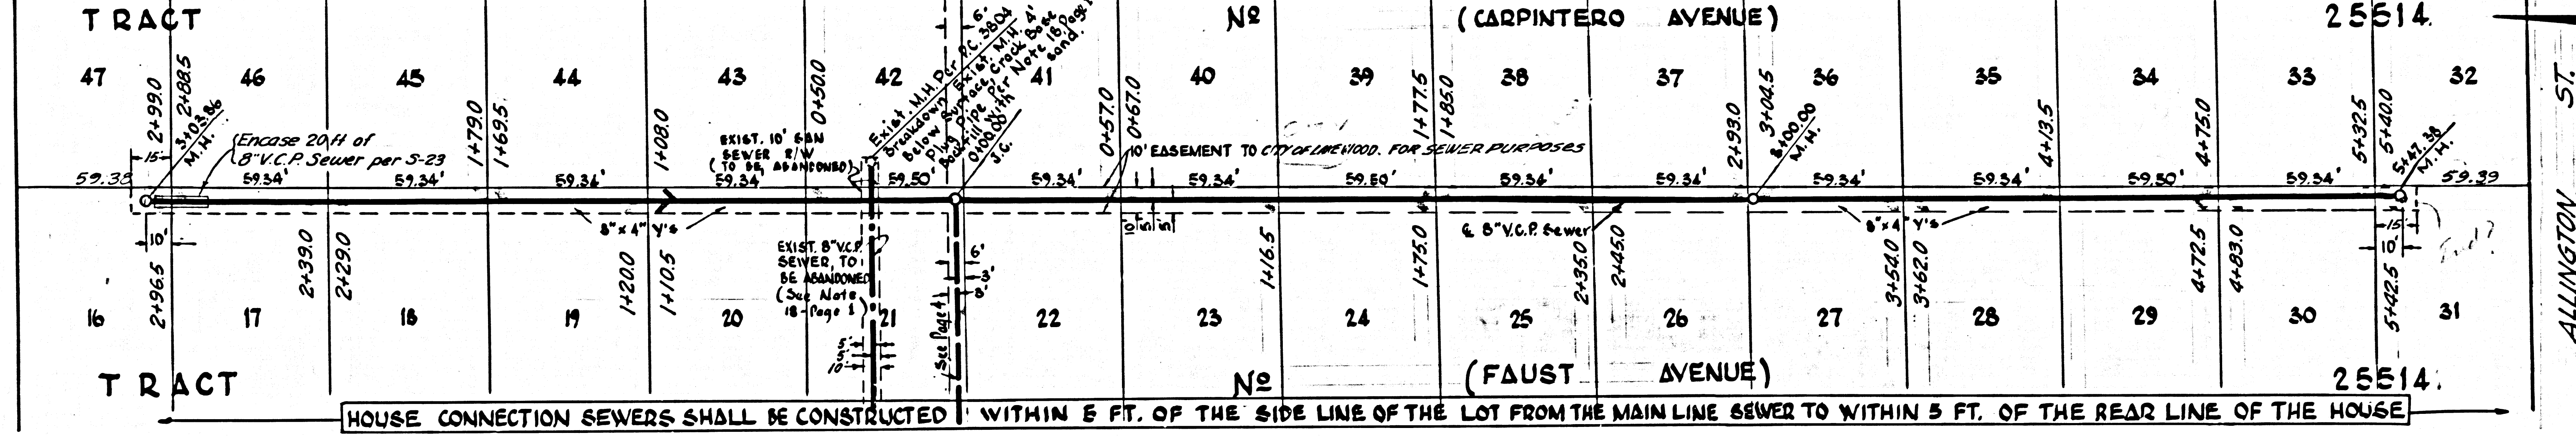 TRACT Nº (CARPINTERO AVENUE) 25514.
47 46 45 44 43 42 41 40 39 38 37 36 35 34 33 32
2+99.0
2+88.5
3+03.86
M.H.
1+79.0
1+69.5
1+08.0
0+50.0
Exist. M.H. Per P.C. 3804
Breakdown Exist. M.H. 4'
Below Surface, Crack Base
Plug Pipe Per Note 18, Page 1
Backfill with sand.
0+00.00
J.C.
6'
0+57.0
0+67.0
1+77.5
1+85.0
2+93.0
3+04.5
3+00.00
M.H.
4+13.5
4+75.0
5+32.5
5+40.0
5+47.38
M.H.
ALLINGTON ST.
Encase 20 ft of
8" V.C.P. Sewer per S-23
EXIST. 10' SAN
SEWER R/W
(TO BE ABANDONED)
10' EASEMENT TO CITY OF LAKEWOOD. FOR SEWER PURPOSES
15'
59.38 59.34' 59.34' 59.34' 59.34 59.50' 59.34' 59.34' 59.50' 59.34' 59.34' 59.34' 59.34' 59.50' 59.34' 59.39
10'
8" x 4" Y's
EXIST. 8" V.C.P.
SEWER, TO
BE ABANDONED
(See Note
18-Page 1)
(See Page 4)
6'
3'
3'
℄ 8" V.C.P. Sewer
8" x 4" Y's
15
10
2+96.5
2+39.0
2+29.0
1+20.0
1+10.5
1+16.5
1+75.0
2+35.0
2+45.0
3+54.0
3+62.0
4+72.5
4+83.0
5+42.5
16 17 18 19 20 21 22 23 24 25 26 27 28 29 30 31
5'
5'
10'
TRACT Nº (FAUST AVENUE) 25514.
HOUSE CONNECTION SEWERS SHALL BE CONSTRUCTED WITHIN 5 FT. OF THE SIDE LINE OF THE LOT FROM THE MAIN LINE SEWER TO WITHIN 5 FT. OF THE REAR LINE OF THE HOUSE